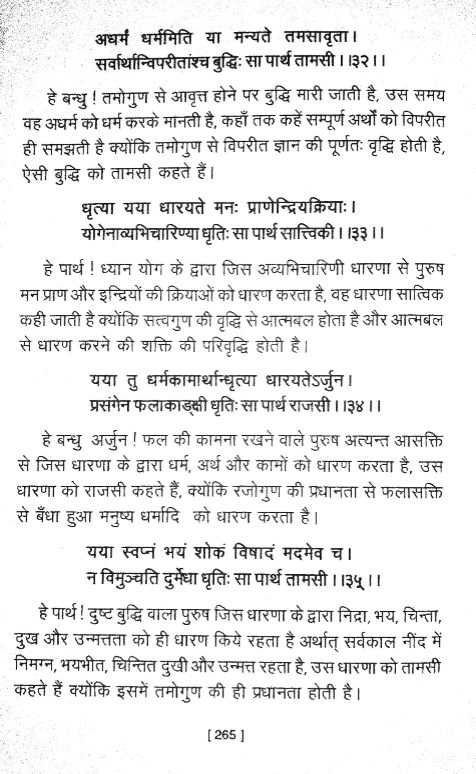 अधर्मं धर्ममिति या मन्यते तमसावृता।
सर्वार्थान्विपरीतांश्च बुद्धिः सा पार्थ तामसी।।३२।।
हे बन्धु ! तमोगुण से आवृत्त होने पर बुद्धि मारी जाती है, उस समय
वह अधर्म को धर्म करके मानती है, कहाँ तक कहें सम्पूर्ण अर्थों को विपरीत
ही समझती है क्योंकि तमोगुण से विपरीत ज्ञान की पूर्णतः वृद्धि होती है,
ऐसी बुद्धि को तामसी कहते हैं।
धृत्या यया धारयते मनः प्राणेन्द्रियक्रियाः।
योगेनाव्यभिचारिण्या धृतिः सा पार्थ सात्त्विकी।।३३।।
हे पार्थ ! ध्यान योग के द्वारा जिस अव्यभिचारिणी धारणा से पुरुष
मन प्राण और इन्द्रियों की क्रियाओं को धारण करता है, वह धारणा सात्विक
कही जाती है क्योंकि सत्वगुण की वृद्धि से आत्मबल होता है और आत्मबल
से धारण करने की शक्ति की परिवृद्धि होती है।
यया तु धर्मकामार्थान्धृत्या धारयतेऽर्जुन।
प्रसंगेन फलाकाङ्क्षी धृतिः सा पार्थ राजसी।।३४।।
हे बन्धु अर्जुन ! फल की कामना रखने वाले पुरुष अत्यन्त आसक्ति
से जिस धारणा के द्वारा धर्म, अर्थ और कामों को धारण करता है, उस
धारणा को राजसी कहते हैं, क्योंकि रजोगुण की प्रधानता से फलासक्ति
से बँधा हुआ मनुष्य धर्मादि को धारण करता है।
यया स्वप्नं भयं शोकं विषादं मदमेव च।
न विमुञ्चति दुर्मेधा धृतिः सा पार्थ तामसी।।३५।।
हे पार्थ ! दुष्ट बुद्धि वाला पुरुष जिस धारणा के द्वारा निद्रा, भय, चिन्ता,
दुख और उन्मत्तता को ही धारण किये रहता है अर्थात् सर्वकाल नींद में
निमग्न, भयभीत, चिन्तित दुखी और उन्मत्त रहता है, उस धारणा को तामसी
कहते हैं क्योंकि इसमें तमोगुण की ही प्रधानता होती है।
[ 265 ]